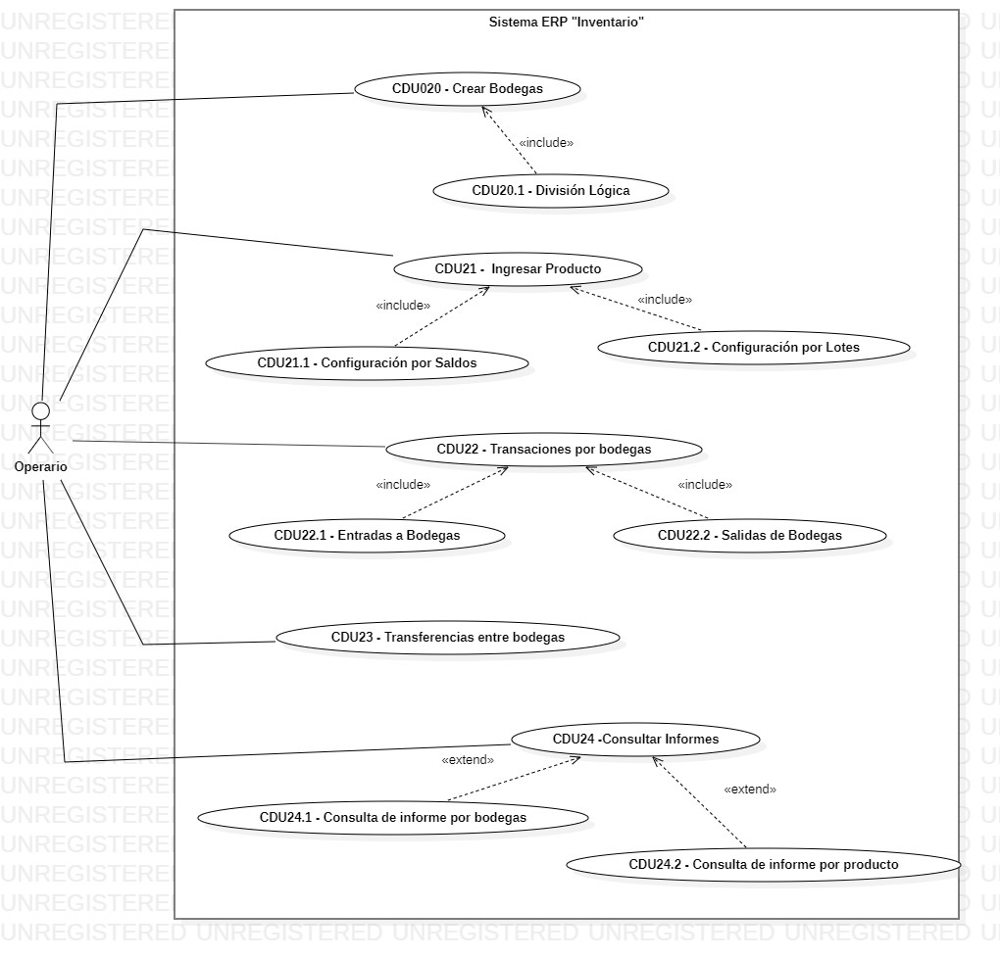 Sistema ERP "Inventario"
CDU020 - Crear Bodegas
«include»
CDU20.1 - División Lógica
CDU21 - Ingresar Producto
«include»
«include»
CDU21.1 - Configuración por Saldos
CDU21.2 - Configuración por Lotes
Operario
CDU22 - Transaciones por bodegas
«include»
«include»
CDU22.1 - Entradas a Bodegas
CDU22.2 - Salidas de Bodegas
CDU23 - Transferencias entre bodegas
CDU24 -Consultar Informes
«extend»
«extend»
CDU24.1 - Consulta de informe por bodegas
CDU24.2 - Consulta de informe por producto
UNREGISTERED UNREGISTERED UNREGISTERED UNREGISTERED UNREGISTERED